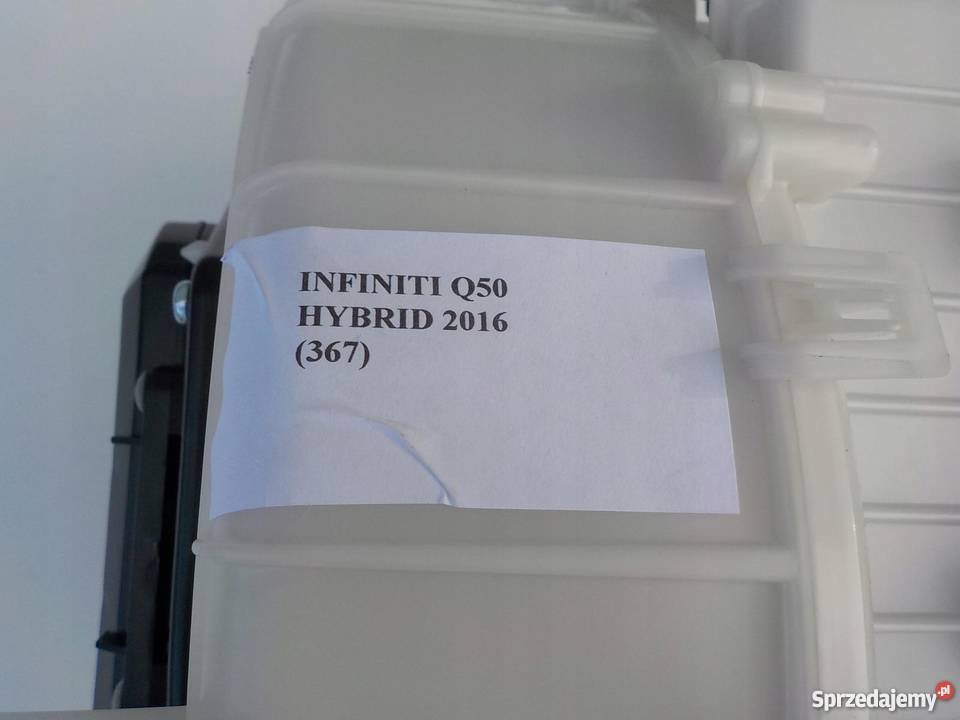 INFINITI Q50
HYBRID 2016
(367)
Sprzedajemy.pl